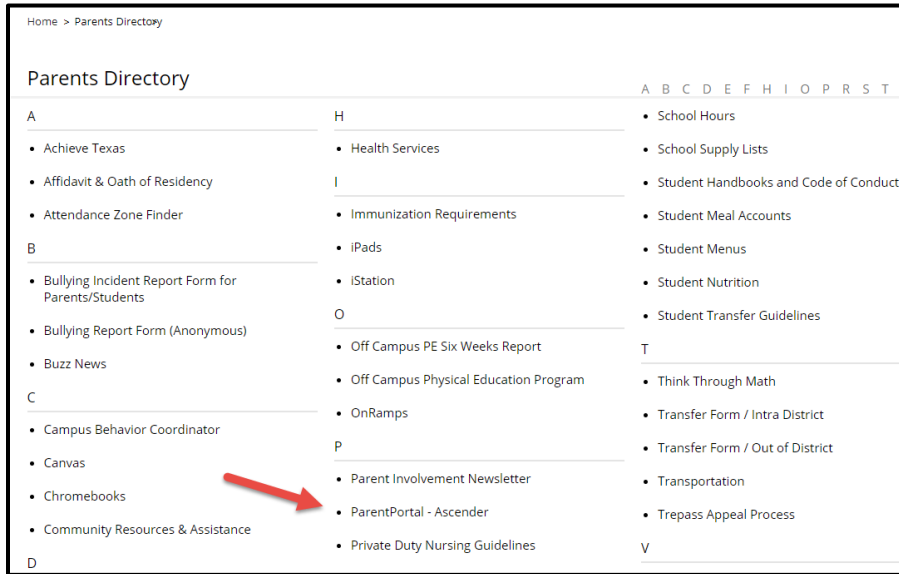 Home > Parents Directory
Parents Directory
A B C D E F H I O P R S T
A
• Achieve Texas
• Affidavit & Oath of Residency
• Attendance Zone Finder
B
• Bullying Incident Report Form for
Parents/Students
• Bullying Report Form (Anonymous)
• Buzz News
C
• Campus Behavior Coordinator
• Canvas
• Chromebooks
• Community Resources & Assistance
D
H
• Health Services
I
• Immunization Requirements
• iPads
• iStation
O
• Off Campus PE Six Weeks Report
• Off Campus Physical Education Program
• OnRamps
P
• Parent Involvement Newsletter
• ParentPortal - Ascender
• Private Duty Nursing Guidelines
• School Hours
• School Supply Lists
• Student Handbooks and Code of Conduct
• Student Meal Accounts
• Student Menus
• Student Nutrition
• Student Transfer Guidelines
T
• Think Through Math
• Transfer Form / Intra District
• Transfer Form / Out of District
• Transportation
• Trepass Appeal Process
V